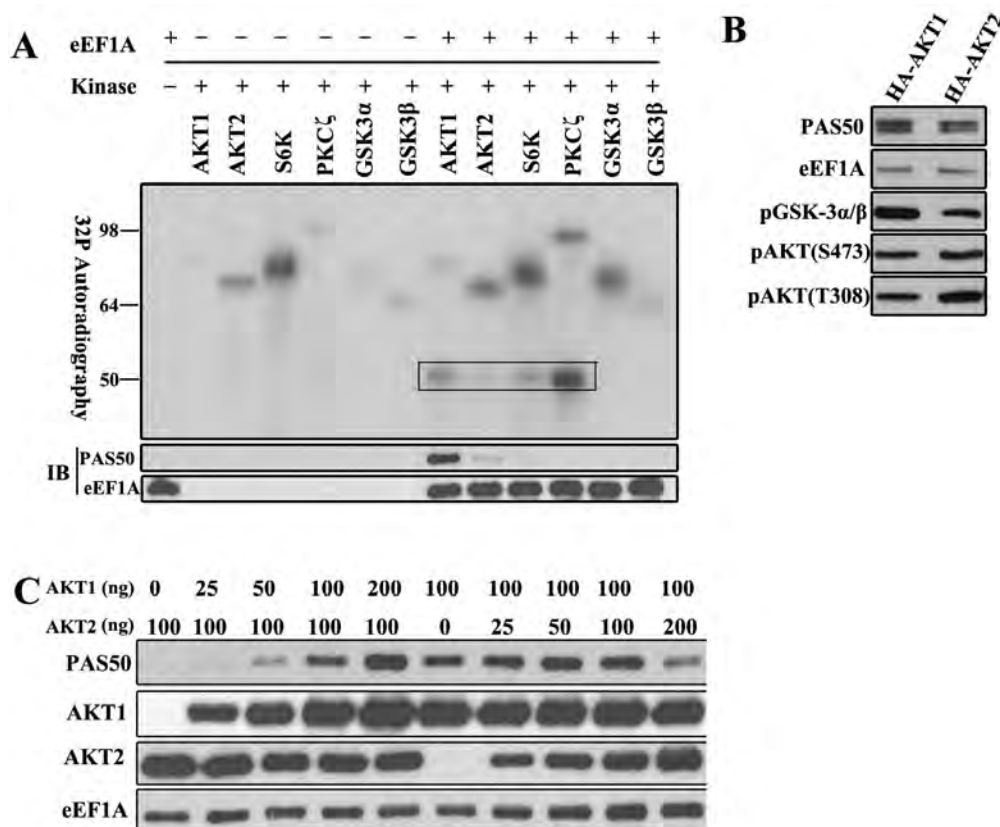 A
eEF1A + – – – – – – + + + + + +
Kinase – + + + + + + + + + + + +
AKT1 AKT2 S6K PKCζ GSK3α GSK3β AKT1 AKT2 S6K PKCζ GSK3α GSK3β
32P Autoradiography
98
64
50
IB
PAS50
eEF1A
B
HA-AKT1 HA-AKT2
PAS50
eEF1A
pGSK-3α/β
pAKT(S473)
pAKT(T308)
C
AKT1 (ng) 0 25 50 100 200 100 100 100 100 100
AKT2 (ng) 100 100 100 100 100 0 25 50 100 200
PAS50
AKT1
AKT2
eEF1A